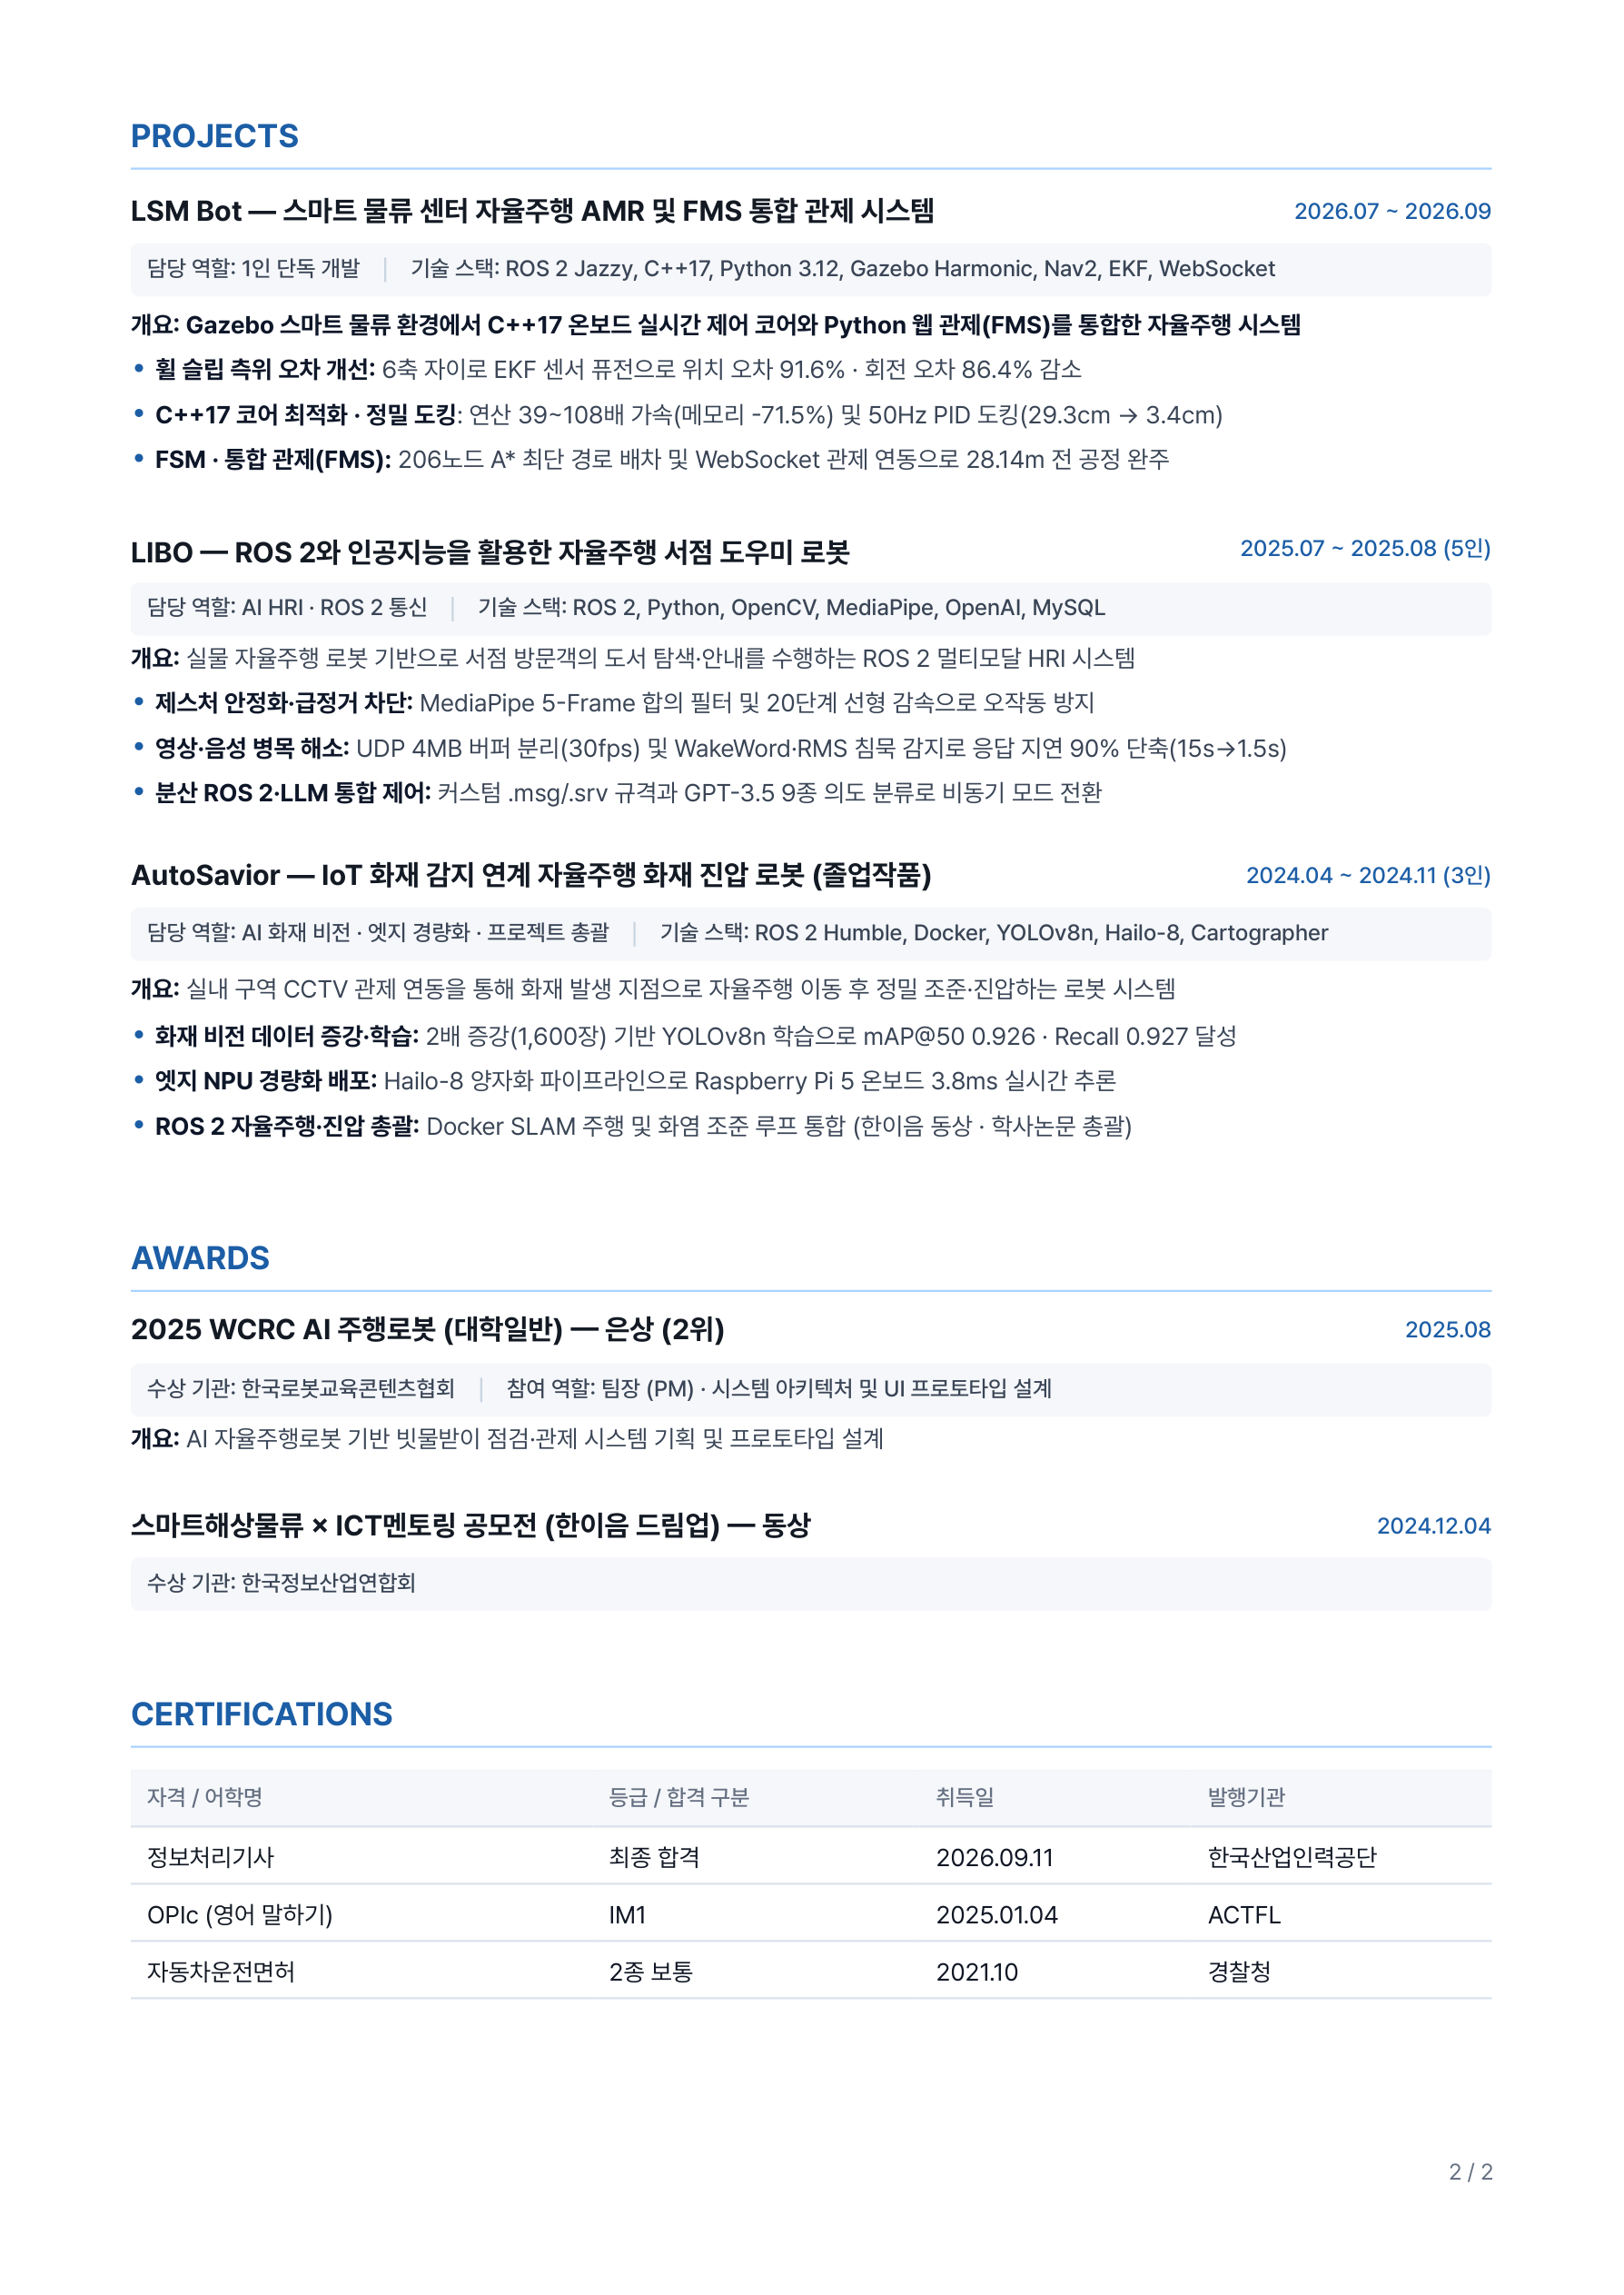 PROJECTS
LSM Bot — 스마트 물류 센터 자율주행 AMR 및 FMS 통합 관제 시스템 2026.07 ~ 2026.09
담당 역할: 1인 단독 개발 | 기술 스택: ROS 2 Jazzy, C++17, Python 3.12, Gazebo Harmonic, Nav2, EKF, WebSocket
개요: Gazebo 스마트 물류 환경에서 C++17 온보드 실시간 제어 코어와 Python 웹 관제(FMS)를 통합한 자율주행 시스템
• 휠 슬립 측위 오차 개선: 6축 자이로 EKF 센서 퓨전으로 위치 오차 91.6% · 회전 오차 86.4% 감소
• C++17 코어 최적화 · 정밀 도킹: 연산 39~108배 가속(메모리 -71.5%) 및 50Hz PID 도킹(29.3cm → 3.4cm)
• FSM · 통합 관제(FMS): 206노드 A* 최단 경로 배차 및 WebSocket 관제 연동으로 28.14m 전 공정 완주
LIBO — ROS 2와 인공지능을 활용한 자율주행 서점 도우미 로봇 2025.07 ~ 2025.08 (5인)
담당 역할: AI HRI · ROS 2 통신 | 기술 스택: ROS 2, Python, OpenCV, MediaPipe, OpenAI, MySQL
개요: 실물 자율주행 로봇 기반으로 서점 방문객의 도서 탐색·안내를 수행하는 ROS 2 멀티모달 HRI 시스템
• 제스처 안정화·급정거 차단: MediaPipe 5-Frame 합의 필터 및 20단계 선형 감속으로 오작동 방지
• 영상·음성 병목 해소: UDP 4MB 버퍼 분리(30fps) 및 WakeWord·RMS 침묵 감지로 응답 지연 90% 단축(15s→1.5s)
• 분산 ROS 2·LLM 통합 제어: 커스텀 .msg/.srv 규격과 GPT-3.5 9종 의도 분류로 비동기 모드 전환
AutoSavior — IoT 화재 감지 연계 자율주행 화재 진압 로봇 (졸업작품) 2024.04 ~ 2024.11 (3인)
담당 역할: AI 화재 비전 · 엣지 경량화 · 프로젝트 총괄 | 기술 스택: ROS 2 Humble, Docker, YOLOv8n, Hailo-8, Cartographer
개요: 실내 구역 CCTV 관제 연동을 통해 화재 발생 지점으로 자율주행 이동 후 정밀 조준·진압하는 로봇 시스템
• 화재 비전 데이터 증강·학습: 2배 증강(1,600장) 기반 YOLOv8n 학습으로 mAP@50 0.926 · Recall 0.927 달성
• 엣지 NPU 경량화 배포: Hailo-8 양자화 파이프라인으로 Raspberry Pi 5 온보드 3.8ms 실시간 추론
• ROS 2 자율주행·진압 총괄: Docker SLAM 주행 및 화염 조준 루프 통합 (한이음 동상 · 학사논문 총괄)
AWARDS
2025 WCRC AI 주행로봇 (대학일반) — 은상 (2위) 2025.08
수상 기관: 한국로봇교육콘텐츠협회 | 참여 역할: 팀장 (PM) · 시스템 아키텍처 및 UI 프로토타입 설계
개요: AI 자율주행로봇 기반 빗물받이 점검·관제 시스템 기획 및 프로토타입 설계
스마트해상물류 × ICT멘토링 공모전 (한이음 드림업) — 동상 2024.12.04
수상 기관: 한국정보산업연합회
CERTIFICATIONS
자격 / 어학명 등급 / 합격 구분 취득일 발행기관
정보처리기사 최종 합격 2026.09.11 한국산업인력공단
OPIc (영어 말하기) IM1 2025.01.04 ACTFL
자동차운전면허 2종 보통 2021.10 경찰청
2 / 2